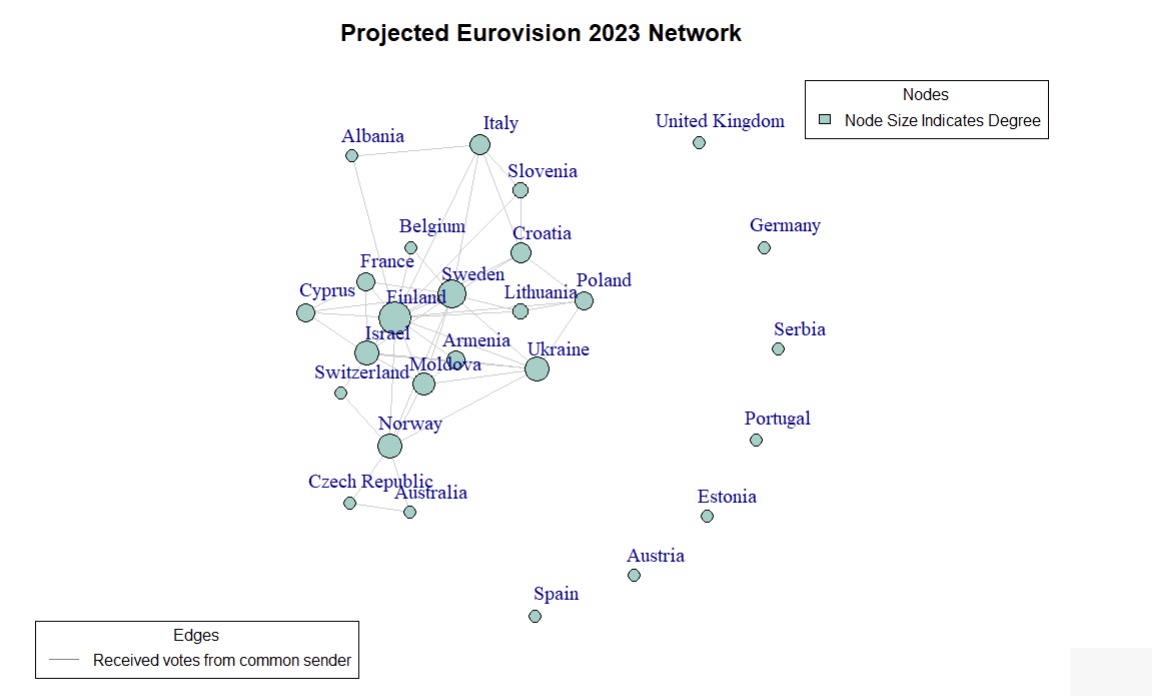 Projected Eurovision 2023 Network
Nodes
Node Size Indicates Degree
Italy
United Kingdom
Albania
Slovenia
Belgium
Croatia
Germany
France
Sweden
Poland
Cyprus
Finland
Lithuania
Israel
Armenia
Ukraine
Serbia
Switzerland
Moldova
Norway
Portugal
Czech Republic
Australia
Estonia
Austria
Spain
Edges
Received votes from common sender